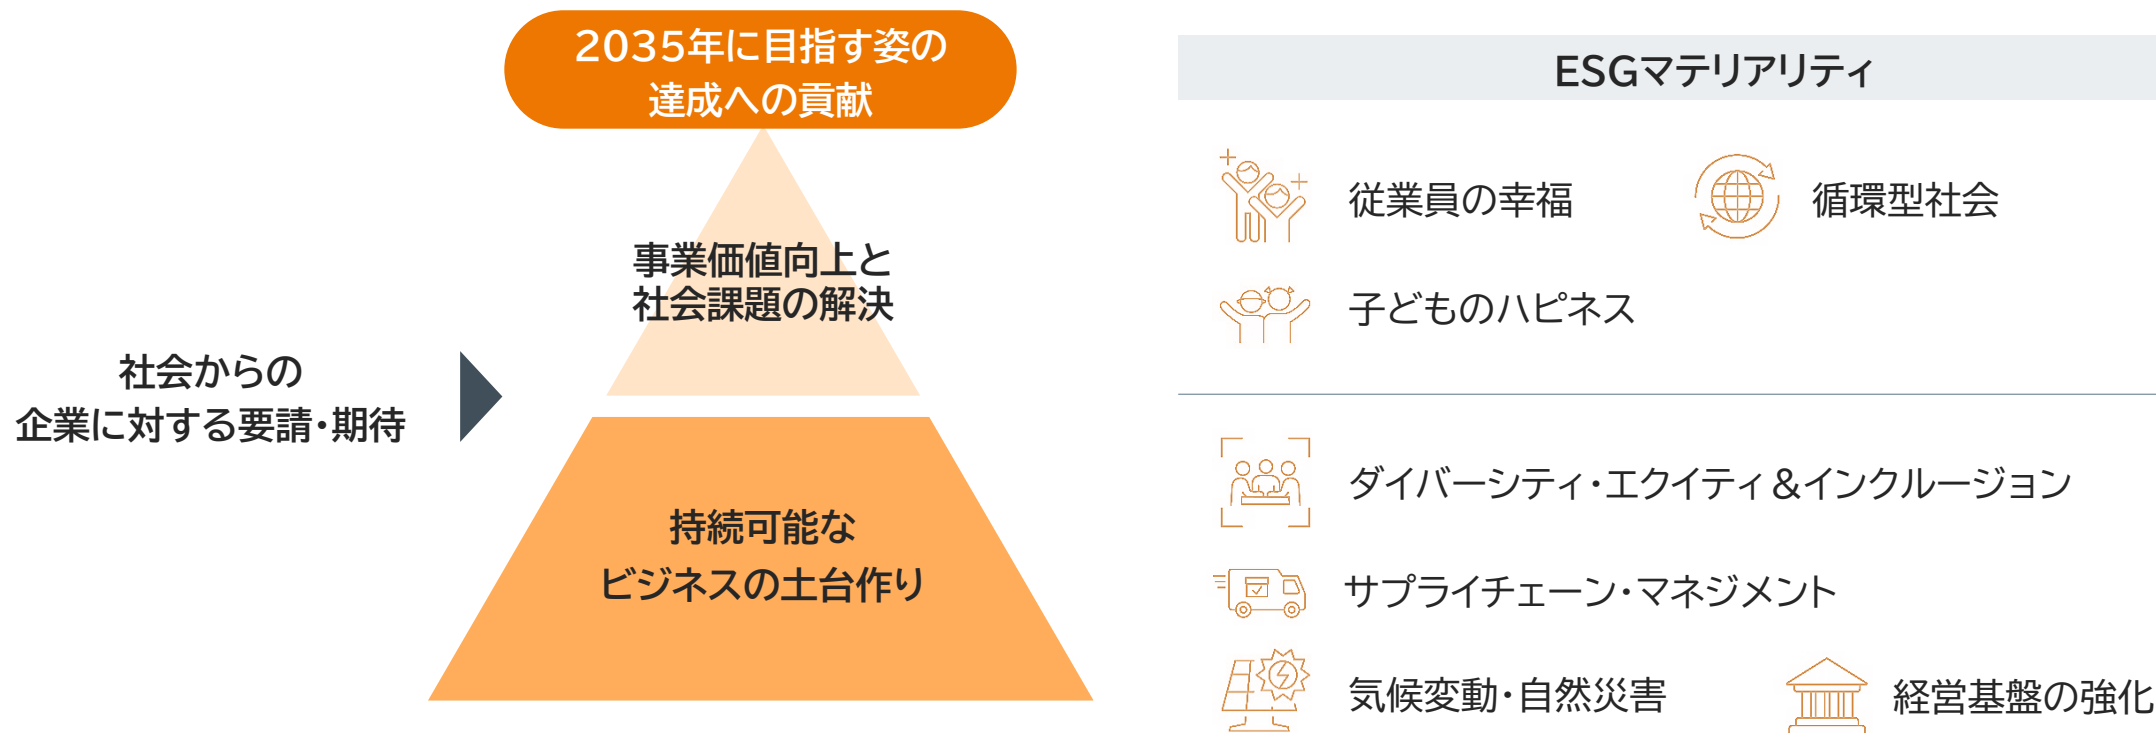 2035年に目指す姿の
達成への貢献
事業価値向上と
社会課題の解決
社会からの
企業に対する要請・期待
持続可能な
ビジネスの土台作り
ESGマテリアリティ
従業員の幸福
循環型社会
子どものハピネス
ダイバーシティ・エクイティ&インクルージョン
サプライチェーン・マネジメント
気候変動・自然災害
経営基盤の強化